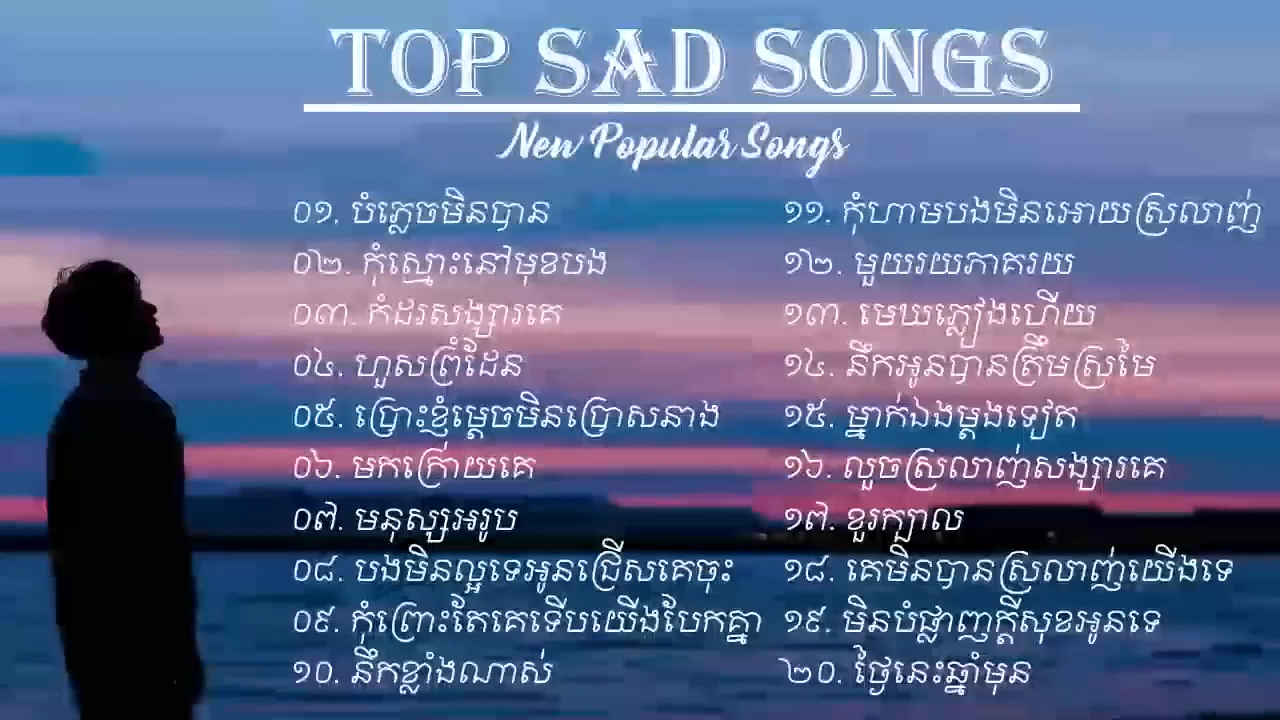 TOP SAD SONGS
New Popular Songs
០១. បំភ្លេចមិនបាន
០២. កុំស្មោះនៅមុខបង
០៣. កំដរសង្សារគេ
០៤. ហួសព្រំដែន
០៥. ប្រោះខ្ញុំម្ដេចមិនប្រោសនាង
០៦. មកក្រោយគេ
០៧. មនុស្សអរូប
០៨. បងមិនល្អទេអូនជ្រើសគេចុះ
០៩. កុំព្រោះតែគេទើបយើងបែកគ្នា
១០. នឹកខ្លាំងណាស់
១១. កុំហាមបងមិនអោយស្រលាញ់
១២. មួយរយភាគរយ
១៣. មេឃភ្លៀងហើយ
១៤. នឹកអូនបានត្រឹមស្រមៃ
១៥. ម្នាក់ឯងម្ដងទៀត
១៦. លួចស្រលាញ់សង្សារគេ
១៧. ខួរក្បាល
១៨. គេមិនបានស្រលាញ់យើងទេ
១៩. មិនបំផ្លាញក្ដីសុខអូនទេ
២០. ថ្ងៃនេះឆ្នាំមុន